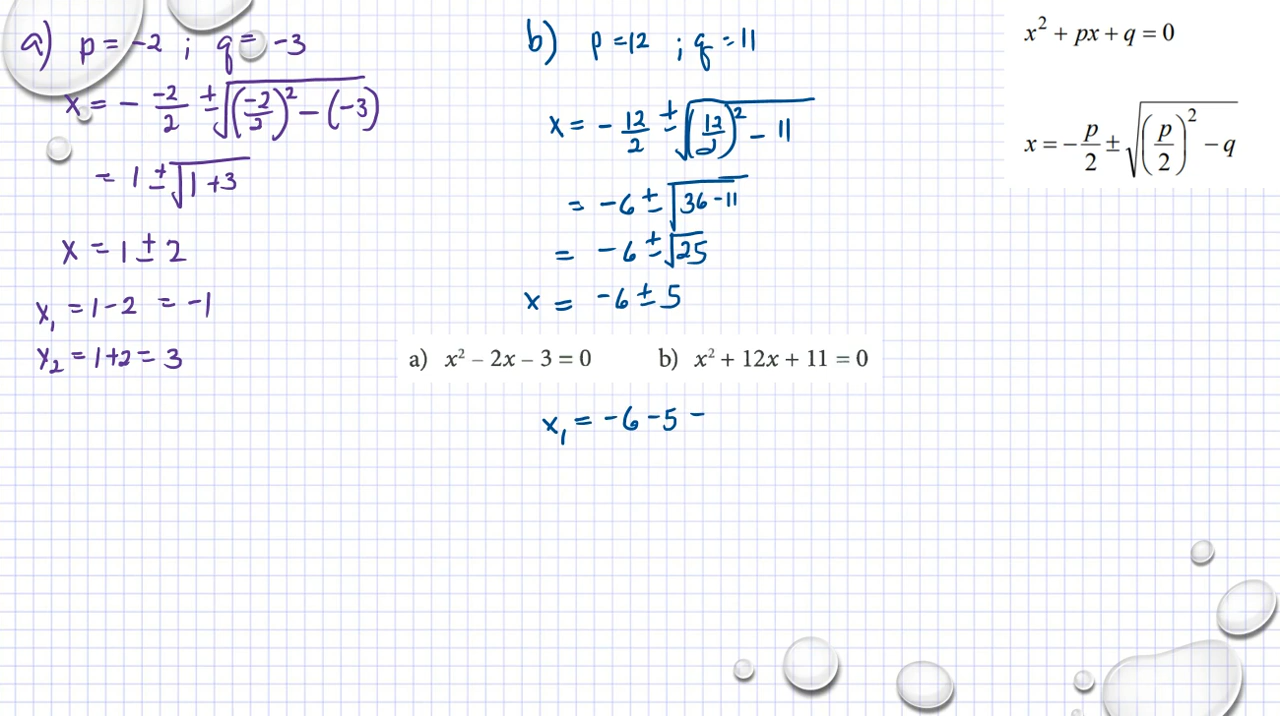 a) p = -2 ; q = -3
x = - -2/2 ± √((-2/2)² - (-3))
= 1 ± √(1+3)
x = 1 ± 2
x₁ = 1 - 2 = -1
x₂ = 1+2 = 3
b) p = 12 ; q = 11
x = - 12/2 ± √((12/2)² - 11)
= -6 ± √(36-11)
= -6 ± √25
x = -6 ± 5
a) x² – 2x – 3 = 0 b) x² + 12x + 11 = 0
x₁ = -6 - 5 -
x² + px + q = 0
x = - p/2 ± √((p/2)² - q)